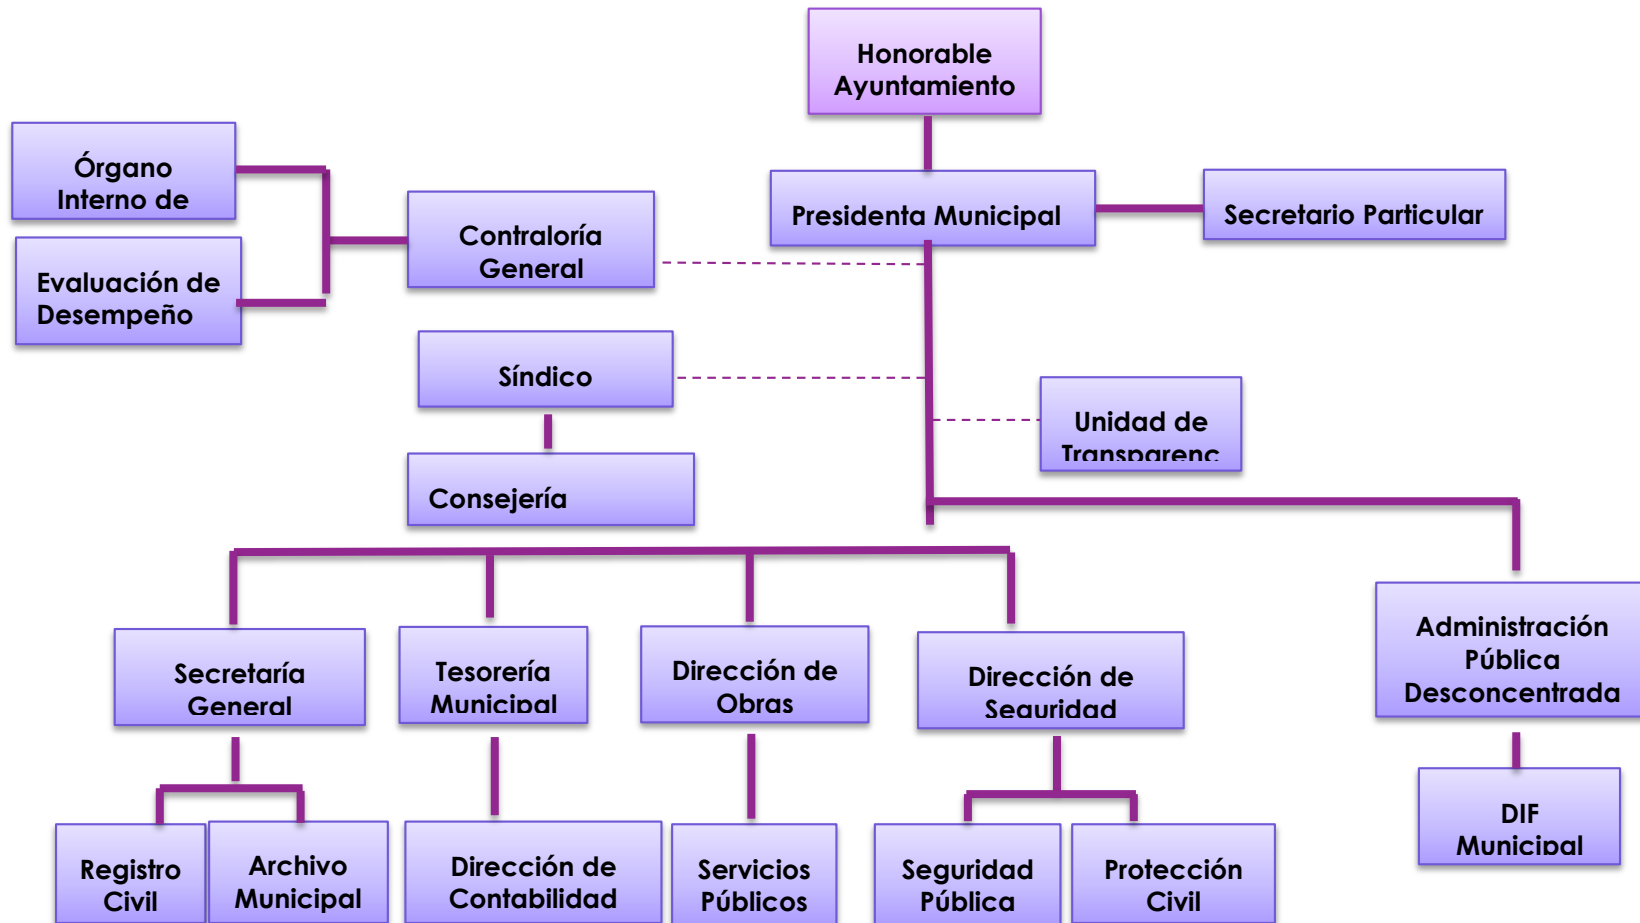 Honorable
Ayuntamiento
Órgano
Interno de
Presidenta Municipal
Secretario Particular
Contraloría
General
Evaluación de
Desempeño
Síndico
Unidad de
Transparenc
Consejería
Secretaría
General
Tesorería
Municipal
Dirección de
Obras
Dirección de
Seguridad
Administración
Pública
Desconcentrada
Registro
Civil
Archivo
Municipal
Dirección de
Contabilidad
Servicios
Públicos
Seguridad
Pública
Protección
Civil
DIF
Municipal